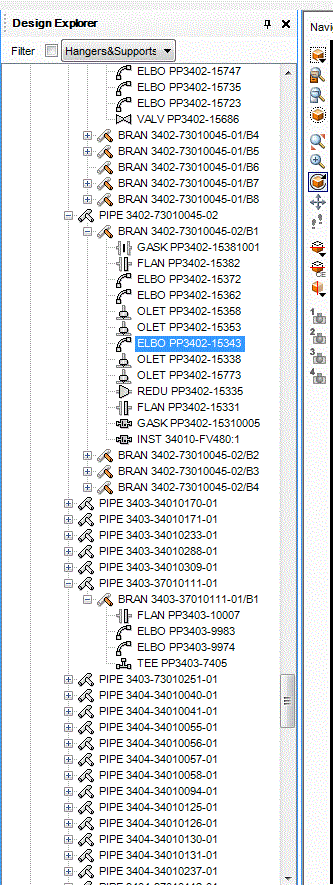 Design Explorer
Navi
Filter
Hangers&Supports
ELBO PP3402-15747
ELBO PP3402-15735
ELBO PP3402-15723
VALV PP3402-15686
BRAN 3402-73010045-01/B4
BRAN 3402-73010045-01/B5
BRAN 3402-73010045-01/B6
BRAN 3402-73010045-01/B7
BRAN 3402-73010045-01/B8
PIPE 3402-73010045-02
BRAN 3402-73010045-02/B1
GASK PP3402-15381001
FLAN PP3402-15382
ELBO PP3402-15372
ELBO PP3402-15362
OLET PP3402-15358
OLET PP3402-15353
ELBO PP3402-15343
OLET PP3402-15338
OLET PP3402-15773
REDU PP3402-15335
FLAN PP3402-15331
GASK PP3402-15310005
INST 34010-FV480:1
BRAN 3402-73010045-02/B2
BRAN 3402-73010045-02/B3
BRAN 3402-73010045-02/B4
PIPE 3403-34010170-01
PIPE 3403-34010171-01
PIPE 3403-34010233-01
PIPE 3403-34010288-01
PIPE 3403-34010309-01
PIPE 3403-37010111-01
BRAN 3403-37010111-01/B1
FLAN PP3403-10007
ELBO PP3403-9983
ELBO PP3403-9974
TEE PP3403-7405
PIPE 3403-73010251-01
PIPE 3404-34010040-01
PIPE 3404-34010041-01
PIPE 3404-34010055-01
PIPE 3404-34010056-01
PIPE 3404-34010057-01
PIPE 3404-34010058-01
PIPE 3404-34010094-01
PIPE 3404-34010125-01
PIPE 3404-34010126-01
PIPE 3404-34010130-01
PIPE 3404-34010131-01
PIPE 3404-34010237-01
CE
1
2
3
4